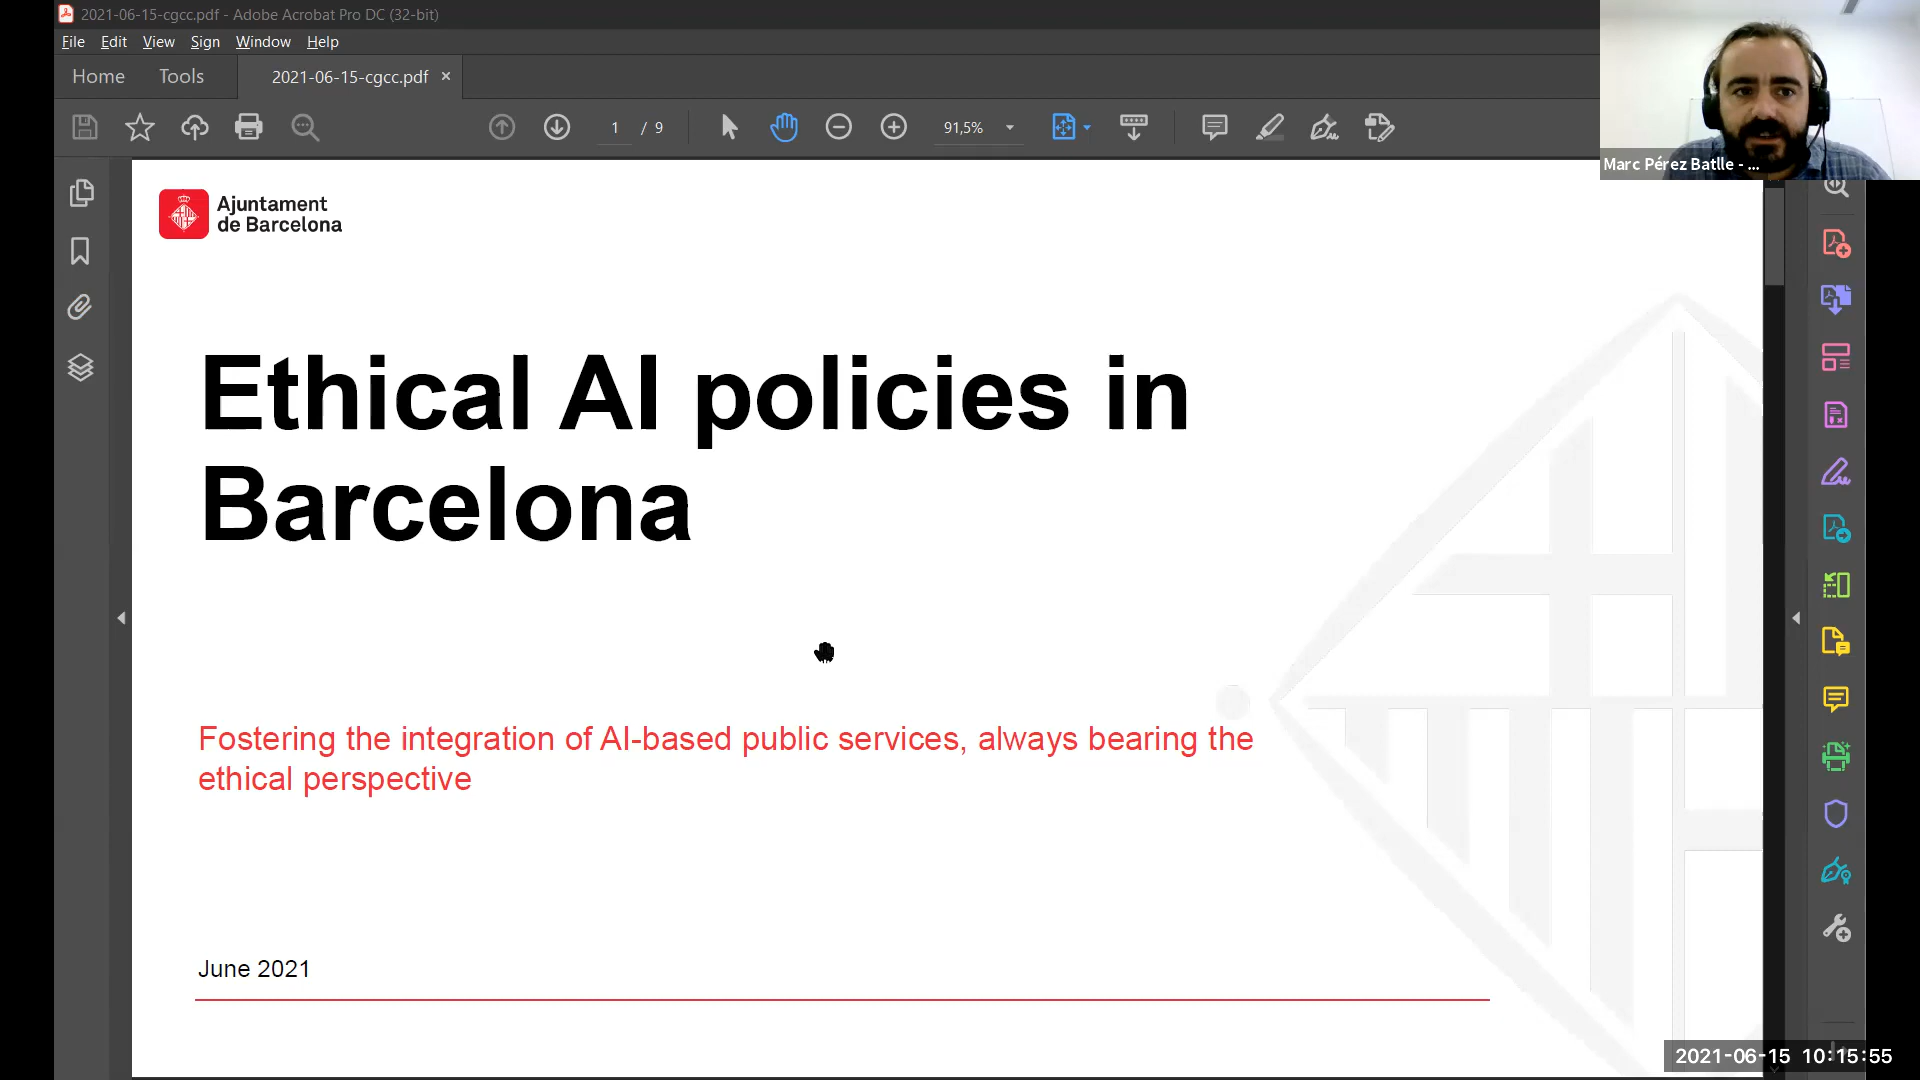 2021-06-15-cgcc.pdf - Adobe Acrobat Pro DC (32-bit)
File Edit View Sign Window Help
Home Tools 2021-06-15-cgcc.pdf ×
1 / 9 91,5%
Marc Pérez Batlle - ...
Ajuntament
de Barcelona
Ethical AI policies in
Barcelona
Fostering the integration of AI-based public services, always bearing the
ethical perspective
June 2021
2021-06-15 10:15:55